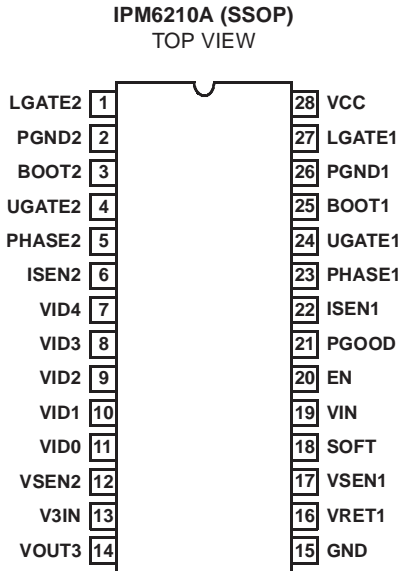 IPM6210A (SSOP)
TOP VIEW
LGATE2 1 28 VCC
PGND2 2 27 LGATE1
BOOT2 3 26 PGND1
UGATE2 4 25 BOOT1
PHASE2 5 24 UGATE1
ISEN2 6 23 PHASE1
VID4 7 22 ISEN1
VID3 8 21 PGOOD
VID2 9 20 EN
VID1 10 19 VIN
VID0 11 18 SOFT
VSEN2 12 17 VSEN1
V3IN 13 16 VRET1
VOUT3 14 15 GND